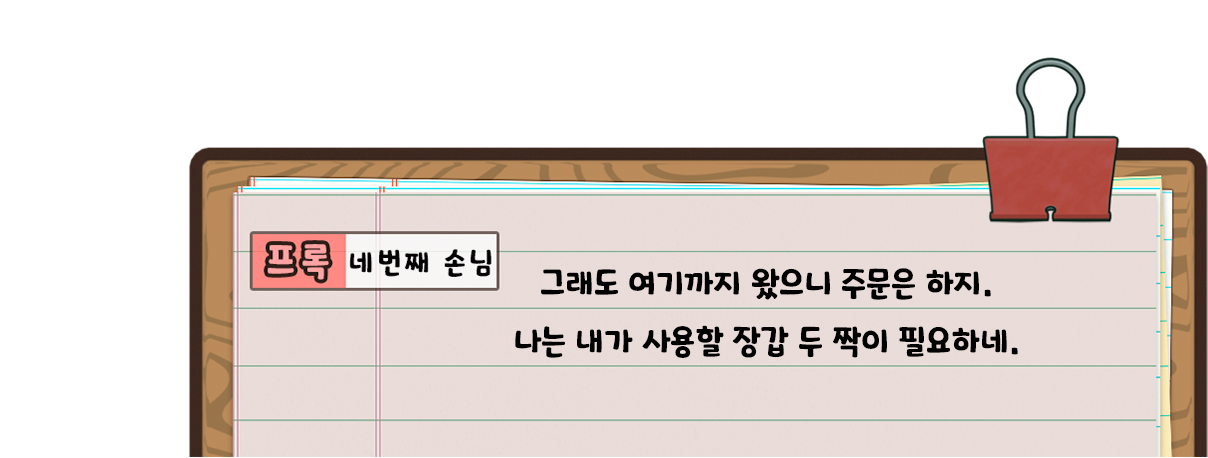 프록 네번째 손님
그래도 여기까지 왔으니 주문은 하지.
나는 내가 사용할 장갑 두 짝이 필요하네.